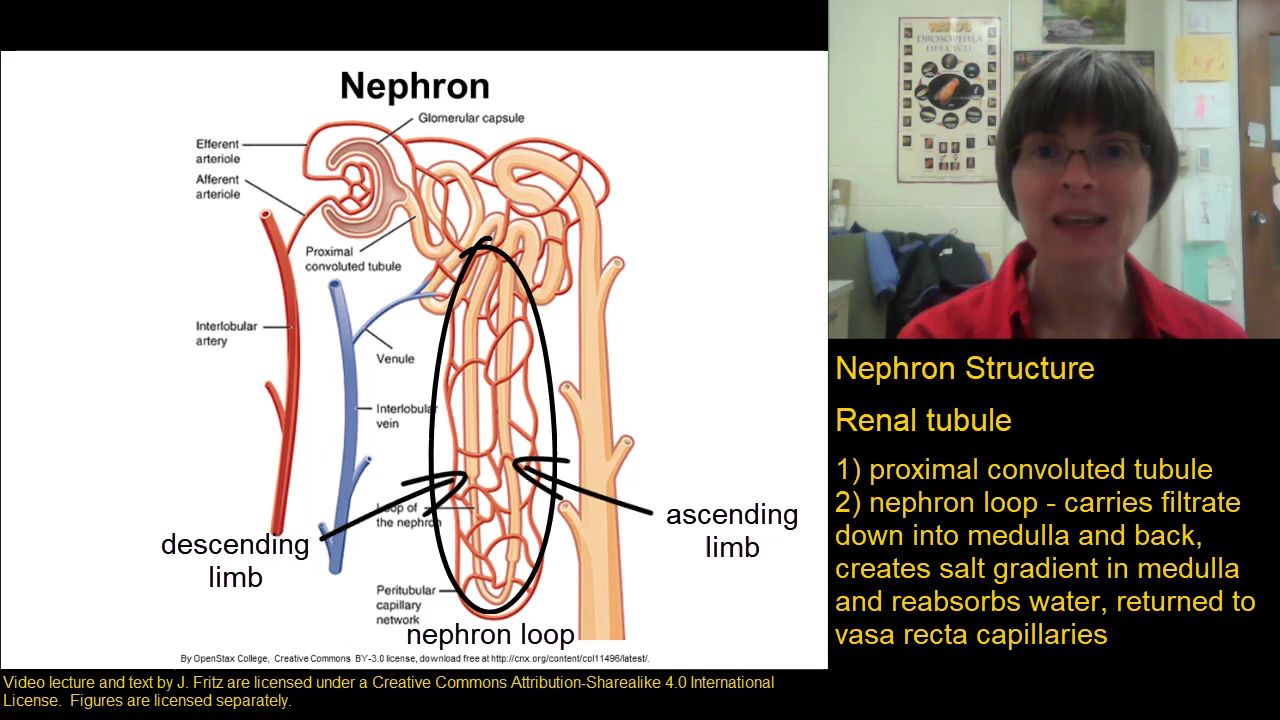 Nephron
Glomerular capsule
Efferent
arteriole
Afferent
arteriole
Proximal
convoluted tubule
Interlobular
artery
Venule
Interlobular
vein
Loop of
the nephron
descending
limb
ascending
limb
Peritubular
capillary
network
nephron loop
By OpenStax College, Creative Commons BY-3.0 license, download free at http://cnx.org/content/col11496/latest/.
DROSOPHILA
LIFE CYCLE
Nephron Structure
Renal tubule
1) proximal convoluted tubule
2) nephron loop - carries filtrate
down into medulla and back,
creates salt gradient in medulla
and reabsorbs water, returned to
vasa recta capillaries
Video lecture and text by J. Fritz are licensed under a Creative Commons Attribution-Sharealike 4.0 International
License. Figures are licensed separately.